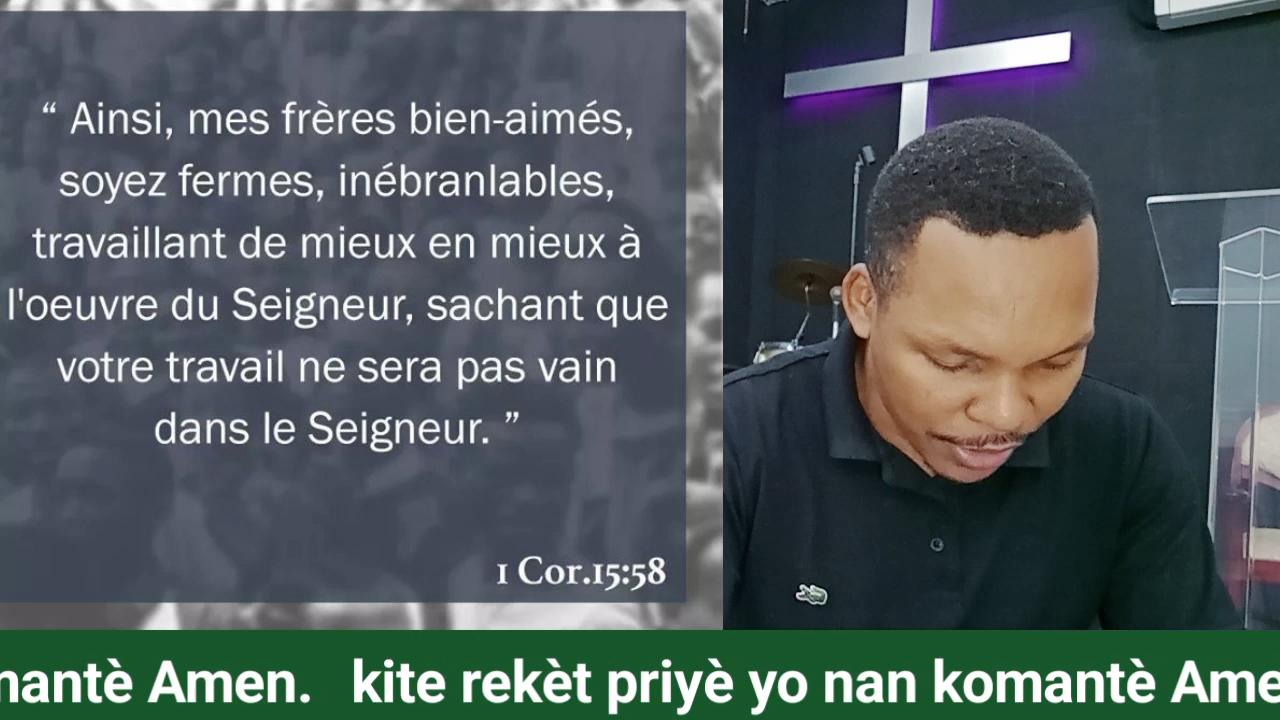 “ Ainsi, mes frères bien-aimés,
soyez fermes, inébranlables,
travaillant de mieux en mieux à
l'oeuvre du Seigneur, sachant que
votre travail ne sera pas vain
dans le Seigneur. ”
1 Cor.15:58
mantè Amen. kite rekèt priyè yo nan komantè Ame